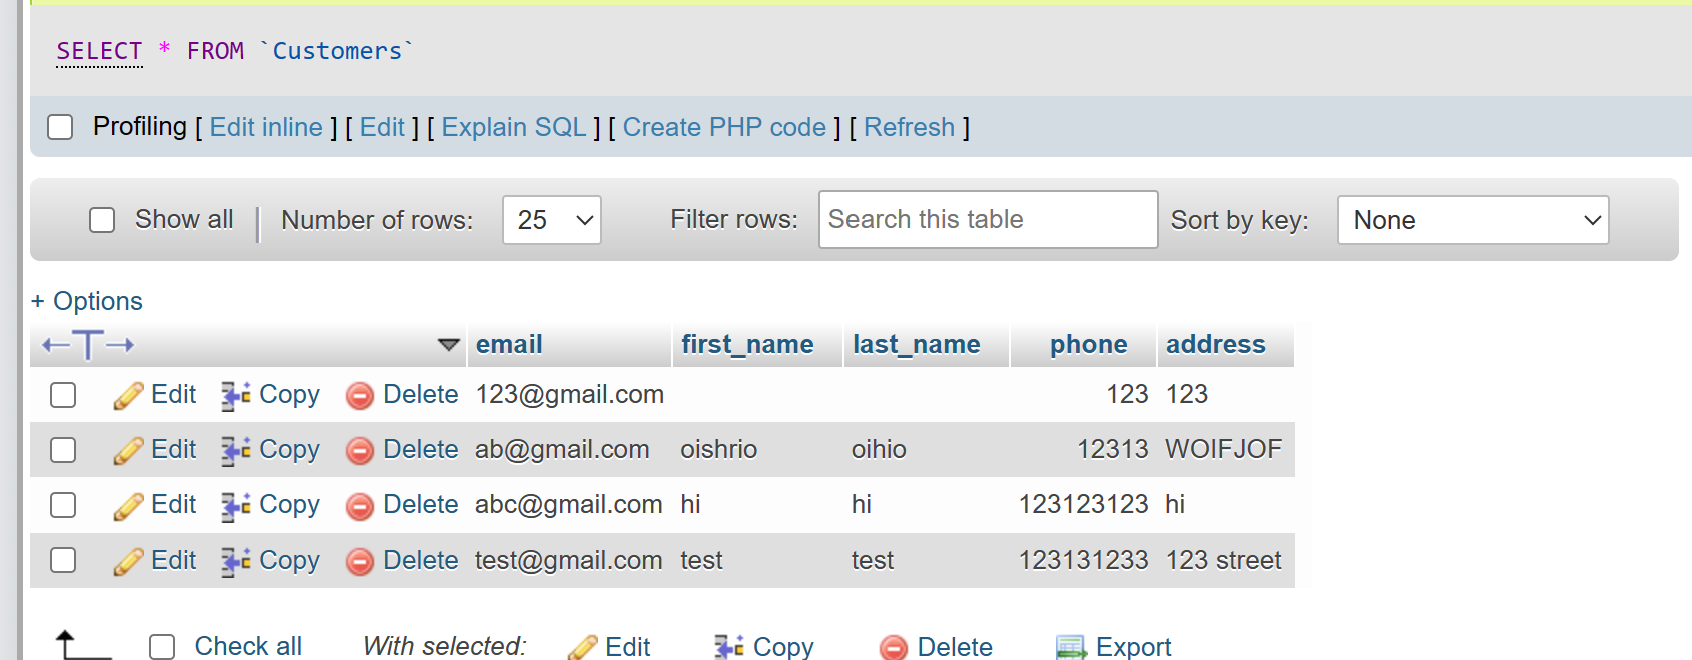 SELECT * FROM `Customers`
Profiling [ Edit inline ] [ Edit ] [ Explain SQL ] [ Create PHP code ] [ Refresh ]
Show all Number of rows: 25 Filter rows: Search this table Sort by key: None
+ Options
email first_name last_name phone address
Edit Copy Delete 123@gmail.com 123 123
Edit Copy Delete ab@gmail.com oishrio oihio 12313 WOIFJOF
Edit Copy Delete abc@gmail.com hi hi 123123123 hi
Edit Copy Delete test@gmail.com test test 123131233 123 street
Check all With selected: Edit Copy Delete Export